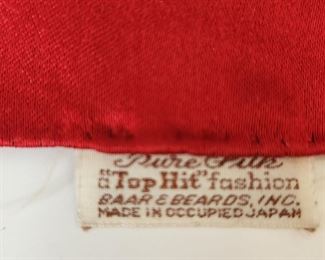 Pure Silk
a "Top Hit" fashion
BAAR & BEARDS, INC.
MADE IN OCCUPIED JAPAN